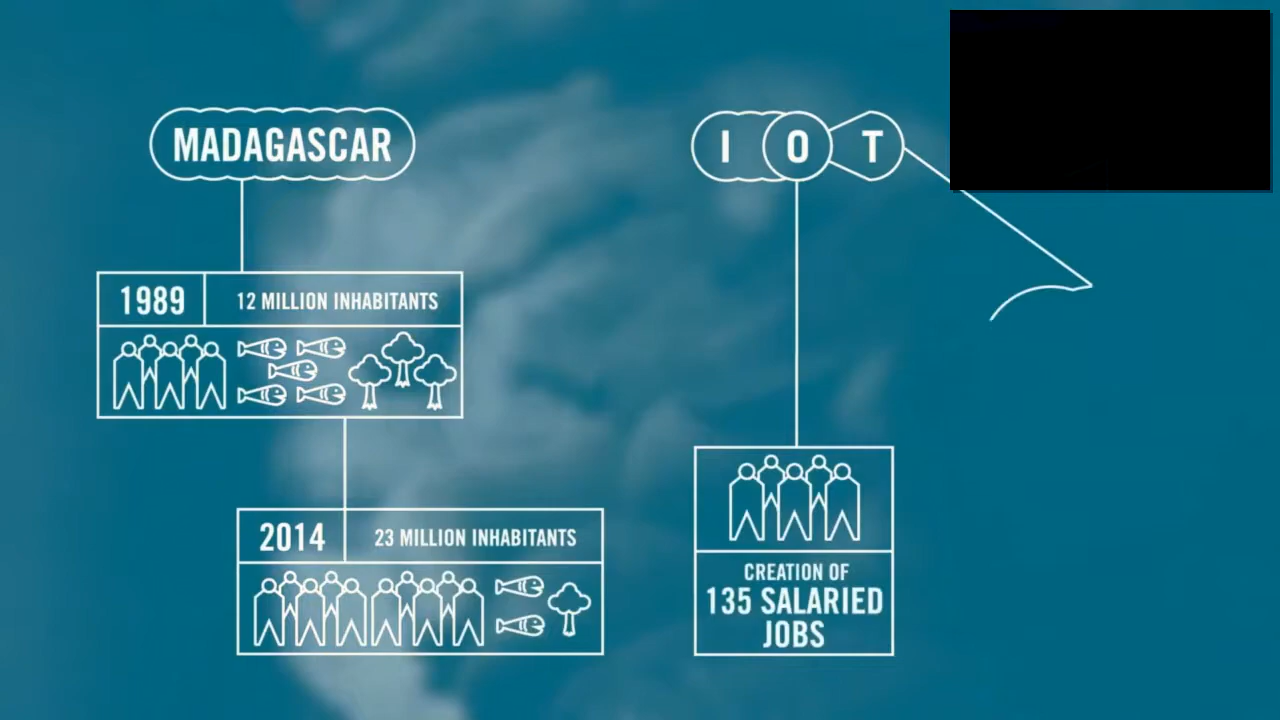 MADAGASCAR
1989
12 MILLION INHABITANTS
2014
23 MILLION INHABITANTS
I O T
CREATION OF
135 SALARIED
JOBS